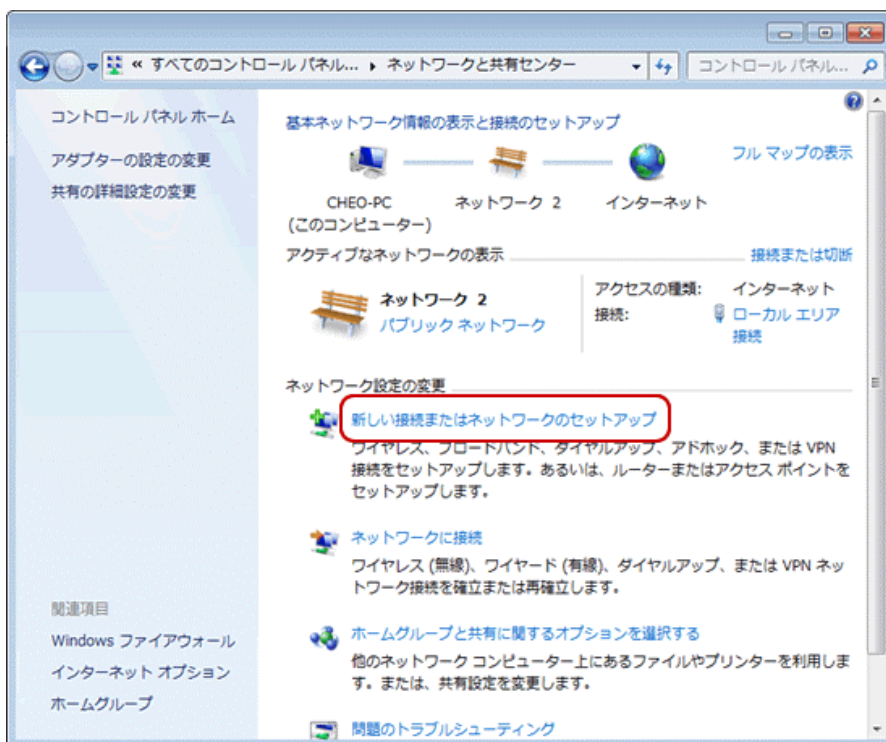 « すべてのコントロール パネル... ▸ ネットワークと共有センター
コントロール パネル...
コントロール パネル ホーム
アダプターの設定の変更
共有の詳細設定の変更
基本ネットワーク情報の表示と接続のセットアップ
フル マップの表示
CHEO-PC
(このコンピューター)
ネットワーク 2
インターネット
アクティブなネットワークの表示
接続または切断
ネットワーク 2
パブリック ネットワーク
アクセスの種類:
インターネット
接続:
ローカル エリア
接続
ネットワーク設定の変更
新しい接続またはネットワークのセットアップ
ワイヤレス、ブロードバンド、ダイヤルアップ、アドホック、または VPN
接続をセットアップします。あるいは、ルーターまたはアクセス ポイントを
セットアップします。
ネットワークに接続
ワイヤレス (無線)、ワイヤード (有線)、ダイヤルアップ、または VPN ネッ
トワーク接続を確立または再確立します。
ホームグループと共有に関するオプションを選択する
他のネットワーク コンピューター上にあるファイルやプリンターを利用しま
す。または、共有設定を変更します。
問題のトラブルシューティング
関連項目
Windows ファイアウォール
インターネット オプション
ホームグループ